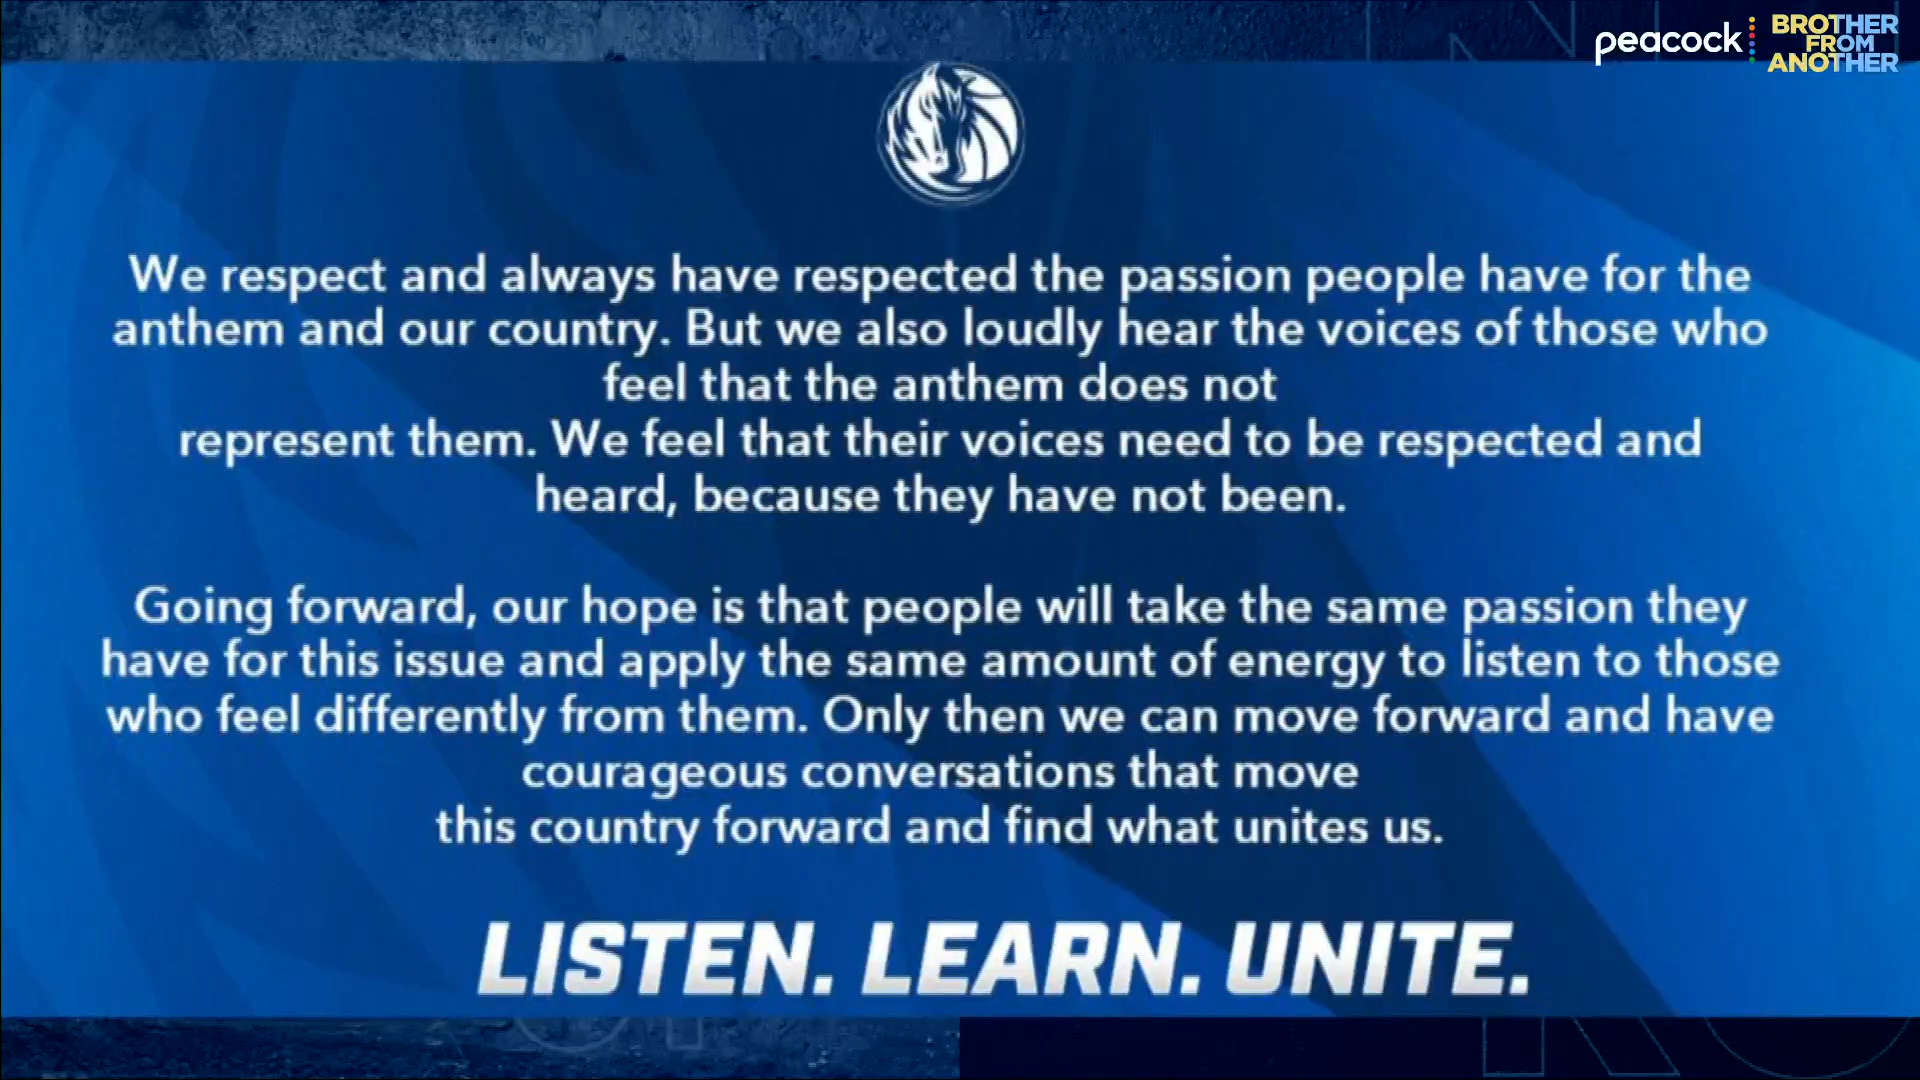 peacock
BROTHER
FROM
ANOTHER
We respect and always have respected the passion people have for the
anthem and our country. But we also loudly hear the voices of those who
feel that the anthem does not
represent them. We feel that their voices need to be respected and
heard, because they have not been.
Going forward, our hope is that people will take the same passion they
have for this issue and apply the same amount of energy to listen to those
who feel differently from them. Only then we can move forward and have
courageous conversations that move
this country forward and find what unites us.
LISTEN. LEARN. UNITE.